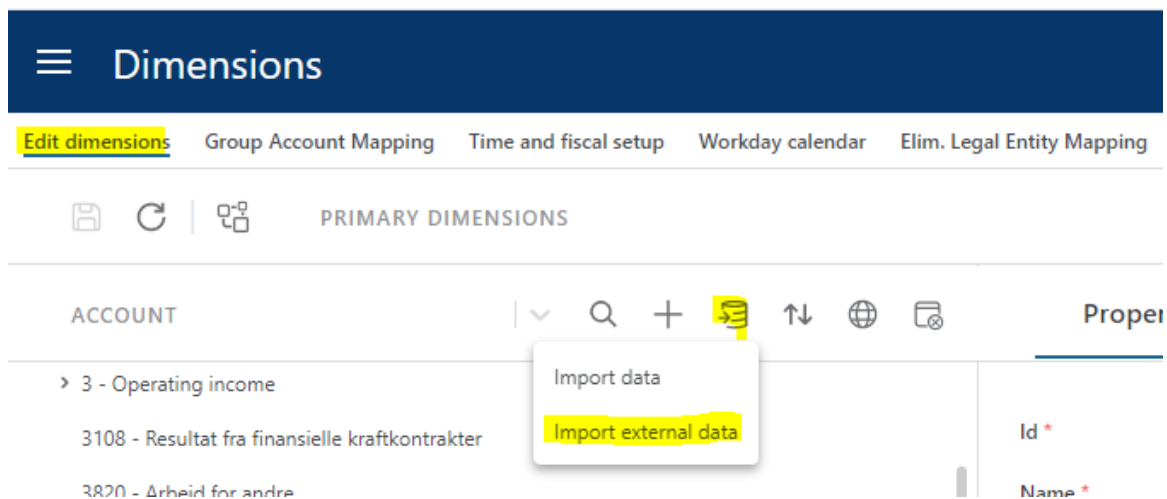 Dimensions
Edit dimensions Group Account Mapping Time and fiscal setup Workday calendar Elim. Legal Entity Mapping
PRIMARY DIMENSIONS
ACCOUNT
Proper
Import data
3 - Operating income
Import external data
3108 - Resultat fra finansielle kraftkontrakter
Id *
3820 - Arbeid for andre
Name *